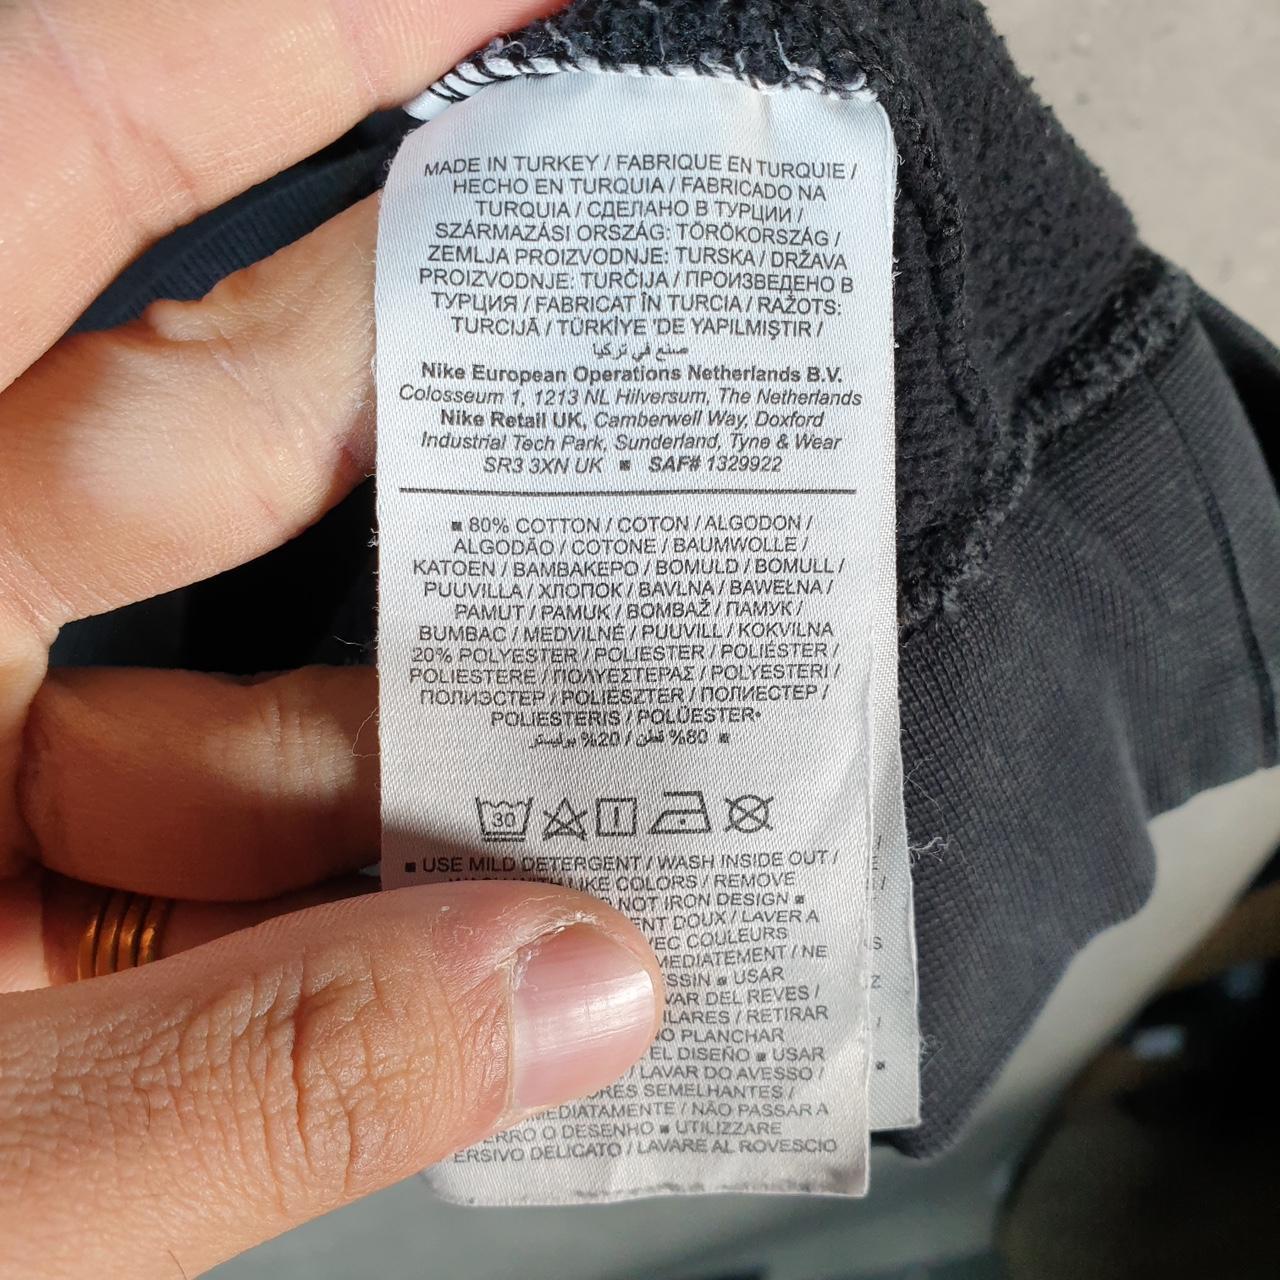 MADE IN TURKEY / FABRIQUE EN TURQUIE /
HECHO EN TURQUIA / FABRICADO NA
TURQUIA / СДЕЛАНО В ТУРЦИИ /
SZÁRMAZÁSI ORSZÁG: TÖRÖKORSZÁG /
ZEMLJA PROIZVODNJE: TURSKA / DRŽAVA
PROIZVODNJE: TURČIJA / ПРОИЗВЕДЕНО В
ТУРЦИЯ / FABRICAT ÎN TURCIA / RAŽOTS:
TURCIJĀ / TÜRKİYE 'DE YAPILMIŞTIR /
صنع في تركيا
Nike European Operations Netherlands B.V.
Colosseum 1, 1213 NL Hilversum, The Netherlands
Nike Retail UK, Camberwell Way, Doxford
Industrial Tech Park, Sunderland, Tyne & Wear
SR3 3XN UK ■ SAF# 1329922
■ 80% COTTON / COTON / ALGODON /
ALGODÃO / COTONE / BAUMWOLLE /
KATOEN / ΒΑΜΒΑΚΕΡΟ / BOMULD / BOMULL /
PUUVILLA / ХЛОПОК / BAVLNA / BAWEŁNA /
PAMUT / PAMUK / BOMBAŽ / ПАМУК /
BUMBAC / MEDVILNĖ / PUUVILL / KOKVILNA
20% POLYESTER / POLIESTER / POLIÉSTER /
POLIESTERE / ΠΟΛΥΕΣΤΕΡΑΣ / POLYESTERI /
ПОЛИЭСТЕР / POLIESZTER / ПОЛИЕСТЕР /
POLIESTERIS / POLÜESTER•
80% قطن / 20% بوليستر ■
30
■ USE MILD DETERGENT / WASH INSIDE OUT /
LIKE COLORS / REMOVE
NOT IRON DESIGN ■
DOUX / LAVER A
COULEURS
/ NE
■ USAR
DEL REVES /
/ RETIRAR
PLANCHAR
EL DISEÑO ■ USAR
/ LAVAR DO AVESSO /
SEMELHANTES /
/ NÃO PASSAR A
O DESENHO ■ UTILIZZARE
DELICATO / LAVARE AL ROVESCIO